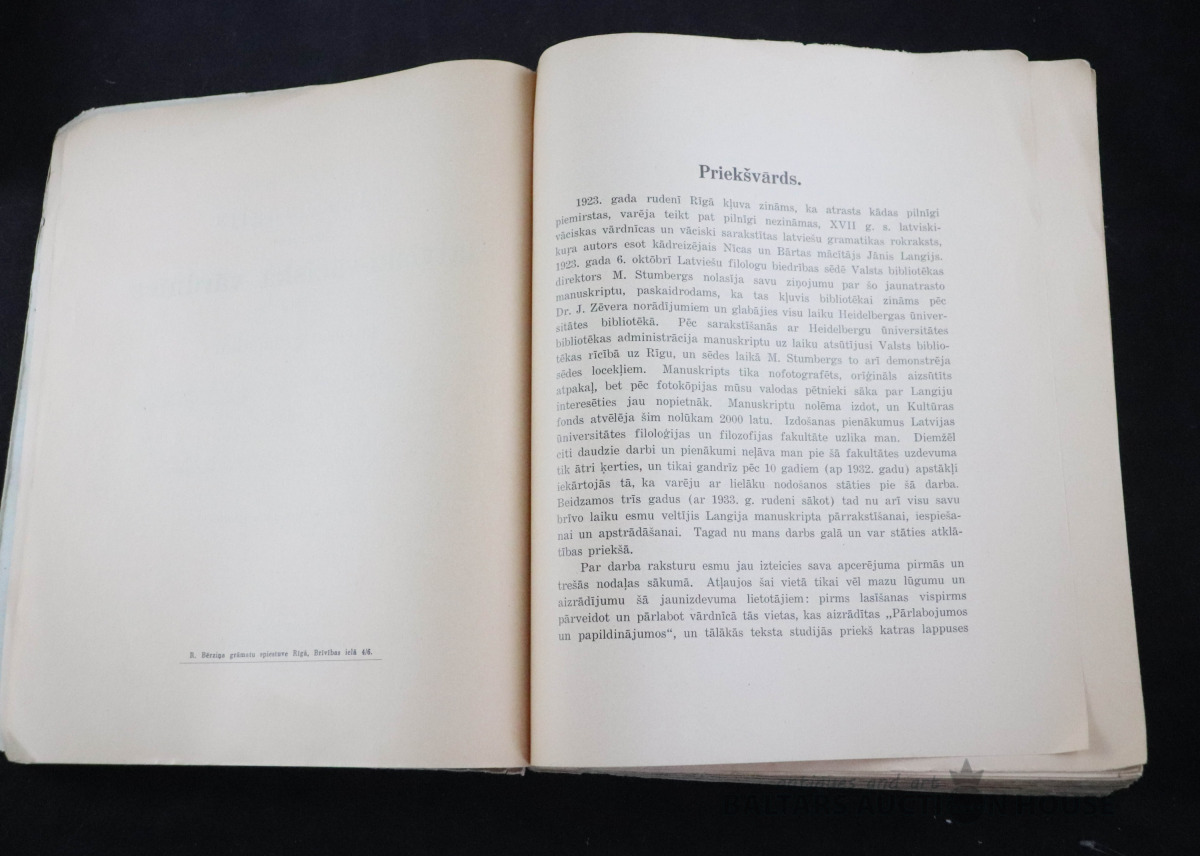 B. Bērziņa grāmatu spiestuve Rīgā, Brīvības ielā 4/6.
Priekšvārds.
1923. gada rudenī Rīgā kļuva zināms, ka atrasts kādas pilnīgi
piemirstas, varēja teikt pat pilnīgi nezināmas, XVII g. s. latviski-
vāciskas vārdnīcas un vāciski sarakstītas latviešu gramatikas rokraksts,
kuŗa autors esot kādreizējais Nīcas un Bārtas mācītājs Jānis Langijs.
1923. gada 6. oktōbrī Latviešu filologu biedrības sēdē Valsts bibliotēkas
direktors M. Stumbergs nolasīja savu ziņojumu par šo jaunatrasto
manuskriptu, paskaidrodams, ka tas kļuvis bibliotēkai zināms pēc
Dr. J. Zēvera norādījumiem un glabājies visu laiku Heidelbergas ūniver-
sitātes bibliotēkā. Pēc sarakstīšanās ar Heidelbergu ūniversitātes
bibliotēkas administrācija manuskriptu uz laiku atsūtījusi Valsts biblio-
tēkas rīcībā uz Rīgu, un sēdes laikā M. Stumbergs to arī demonstrēja
sēdes locekļiem. Manuskripts tika nofotografēts, oriģināls aizsūtīts
atpakaļ, bet pēc fotokōpijas mūsu valodas pētnieki sāka par Langiju
interesēties jau nopietnāk. Manuskriptu nolēma izdot, un Kultūras
fonds atvēlēja šim nolūkam 2000 latu. Izdošanas pienākumus Latvijas
ūniversitātes filoloģijas un filozofijas fakultāte uzlika man. Diemžēl
citi daudzie darbi un pienākumi neļāva man pie šā fakultātes uzdevuma
tik ātri ķerties, un tikai gandrīz pēc 10 gadiem (ap 1932. gadu) apstākļi
iekārtojās tā, ka varēju ar lielāku nodošanos stāties pie šā darba.
Beidzamos trīs gadus (ar 1933. g. rudeni sākot) tad nu arī visu savu
brīvo laiku esmu veltījis Langija manuskripta pārrakstīšanai, iespieša-
nai un apstrādāšanai. Tagad nu mans darbs galā un var stāties atklā-
tības priekšā.
Par darba raksturu esmu jau izteicies sava apcerējuma pirmās un
trešās nodaļas sākumā. Atļaujos šai vietā tikai vēl mazu lūgumu un
aizrādījumu šā jaunizdevuma lietotājiem: pirms lasīšanas vispirms
pārveidot un pārlabot vārdnīcā tās vietas, kas aizrādītas „Pārlabojumos
un papildinājumos“, un tālākās teksta studijās priekš katras lappuses
antiques and art
BALTARS AUCTION HOUSE